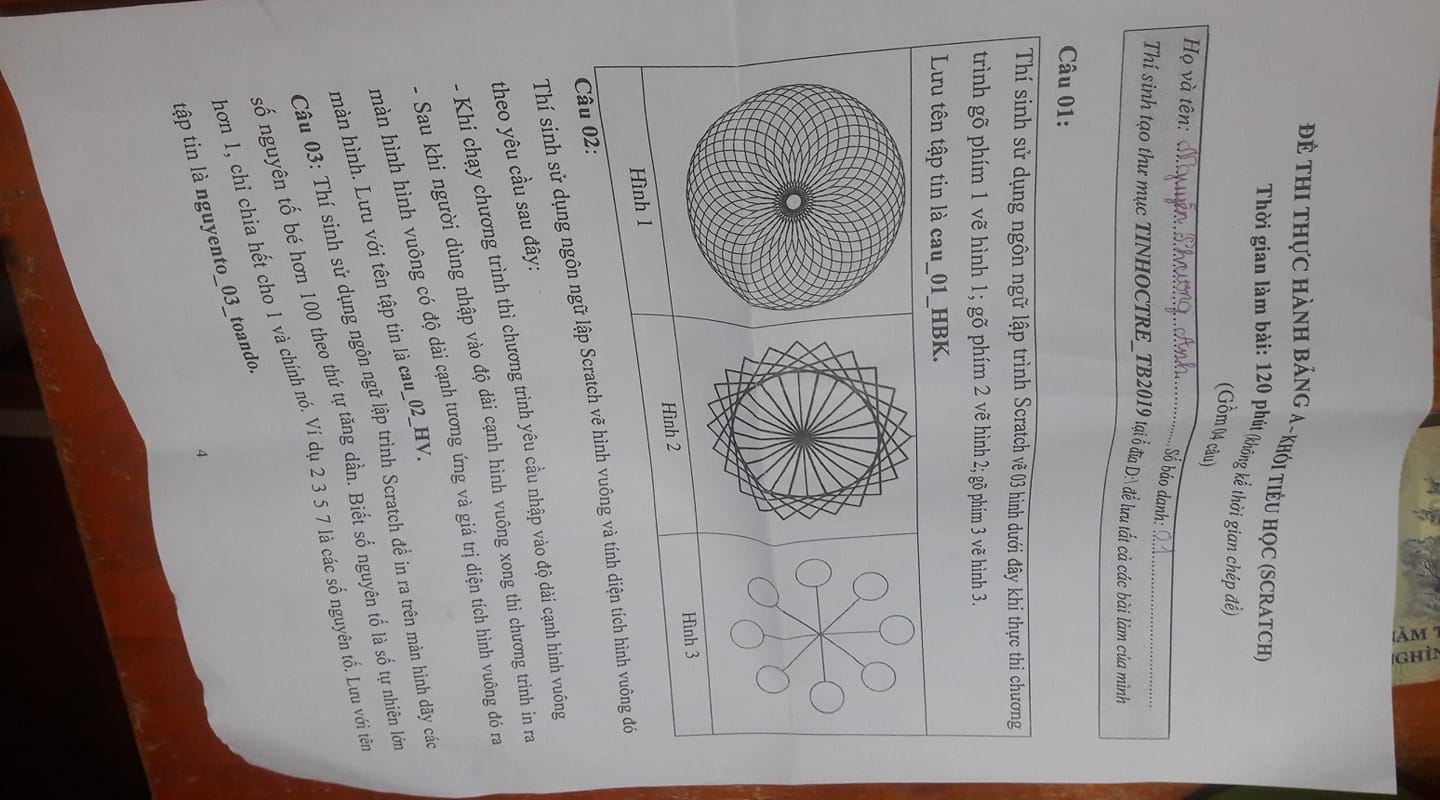 ĂM T
NGHÌN
ĐỀ THI THỰC HÀNH BẢNG A - KHỐI TIỂU HỌC (SCRATCH)
Thời gian làm bài: 120 phút (không kể thời gian chép đề)
(Gồm 04 câu)
Họ và tên: Nguyễn Phương Anh Số báo danh: 01
Thí sinh tạo thư mục TINHOCTRE_TB2019 tại ổ đĩa D:\ để lưu tất cả các bài làm của mình
Câu 01:
Thí sinh sử dụng ngôn ngữ lập trình Scratch vẽ 03 hình dưới đây khi thực thi chương
trình gõ phím 1 vẽ hình 1; gõ phím 2 vẽ hình 2; gõ phím 3 vẽ hình 3.
Lưu tên tập tin là cau_01_HBK.
Hình 1
Hình 2
Hình 3
Câu 02:
Thí sinh sử dụng ngôn ngữ lập Scratch vẽ hình vuông và tính diện tích hình vuông đó
theo yêu cầu sau đây:
- Khi chạy chương trình thì chương trình yêu cầu nhập vào độ dài cạnh hình vuông
- Sau khi người dùng nhập vào độ dài cạnh hình vuông xong thì chương trình in ra
màn hình hình vuông có độ dài cạnh tương ứng và giá trị diện tích hình vuông đó ra
màn hình. Lưu với tên tập tin là cau_02_HV.
Câu 03: Thí sinh sử dụng ngôn ngữ lập trình Scratch để in ra trên màn hình dãy các
số nguyên tố bé hơn 100 theo thứ tự tăng dần. Biết số nguyên tố là số tự nhiên lớn
hơn 1, chỉ chia hết cho 1 và chính nó. Ví dụ 2 3 5 7 là các số nguyên tố. Lưu với tên
tập tin là nguyento_03_toando.
4